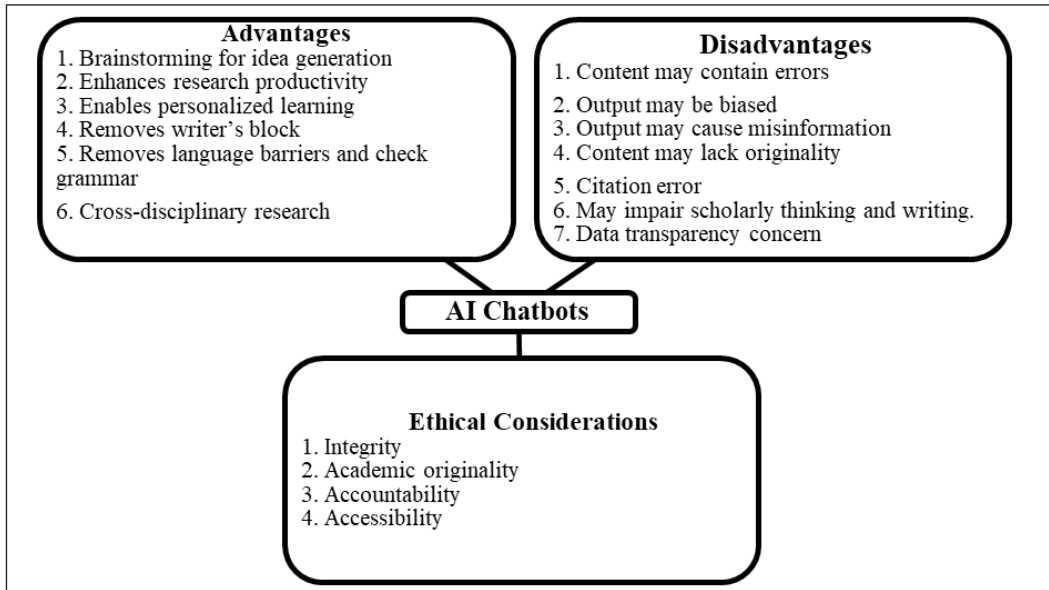 Advantages
1. Brainstorming for idea generation
2. Enhances research productivity
3. Enables personalized learning
4. Removes writer's block
5. Removes language barriers and check
grammar
6. Cross-disciplinary research
Disadvantages
1. Content may contain errors
2. Output may be biased
3. Output may cause misinformation
4. Content may lack originality
5. Citation error
6. May impair scholarly thinking and writing.
7. Data transparency concern
AI Chatbots
Ethical Considerations
1. Integrity
2. Academic originality
3. Accountability
4. Accessibility